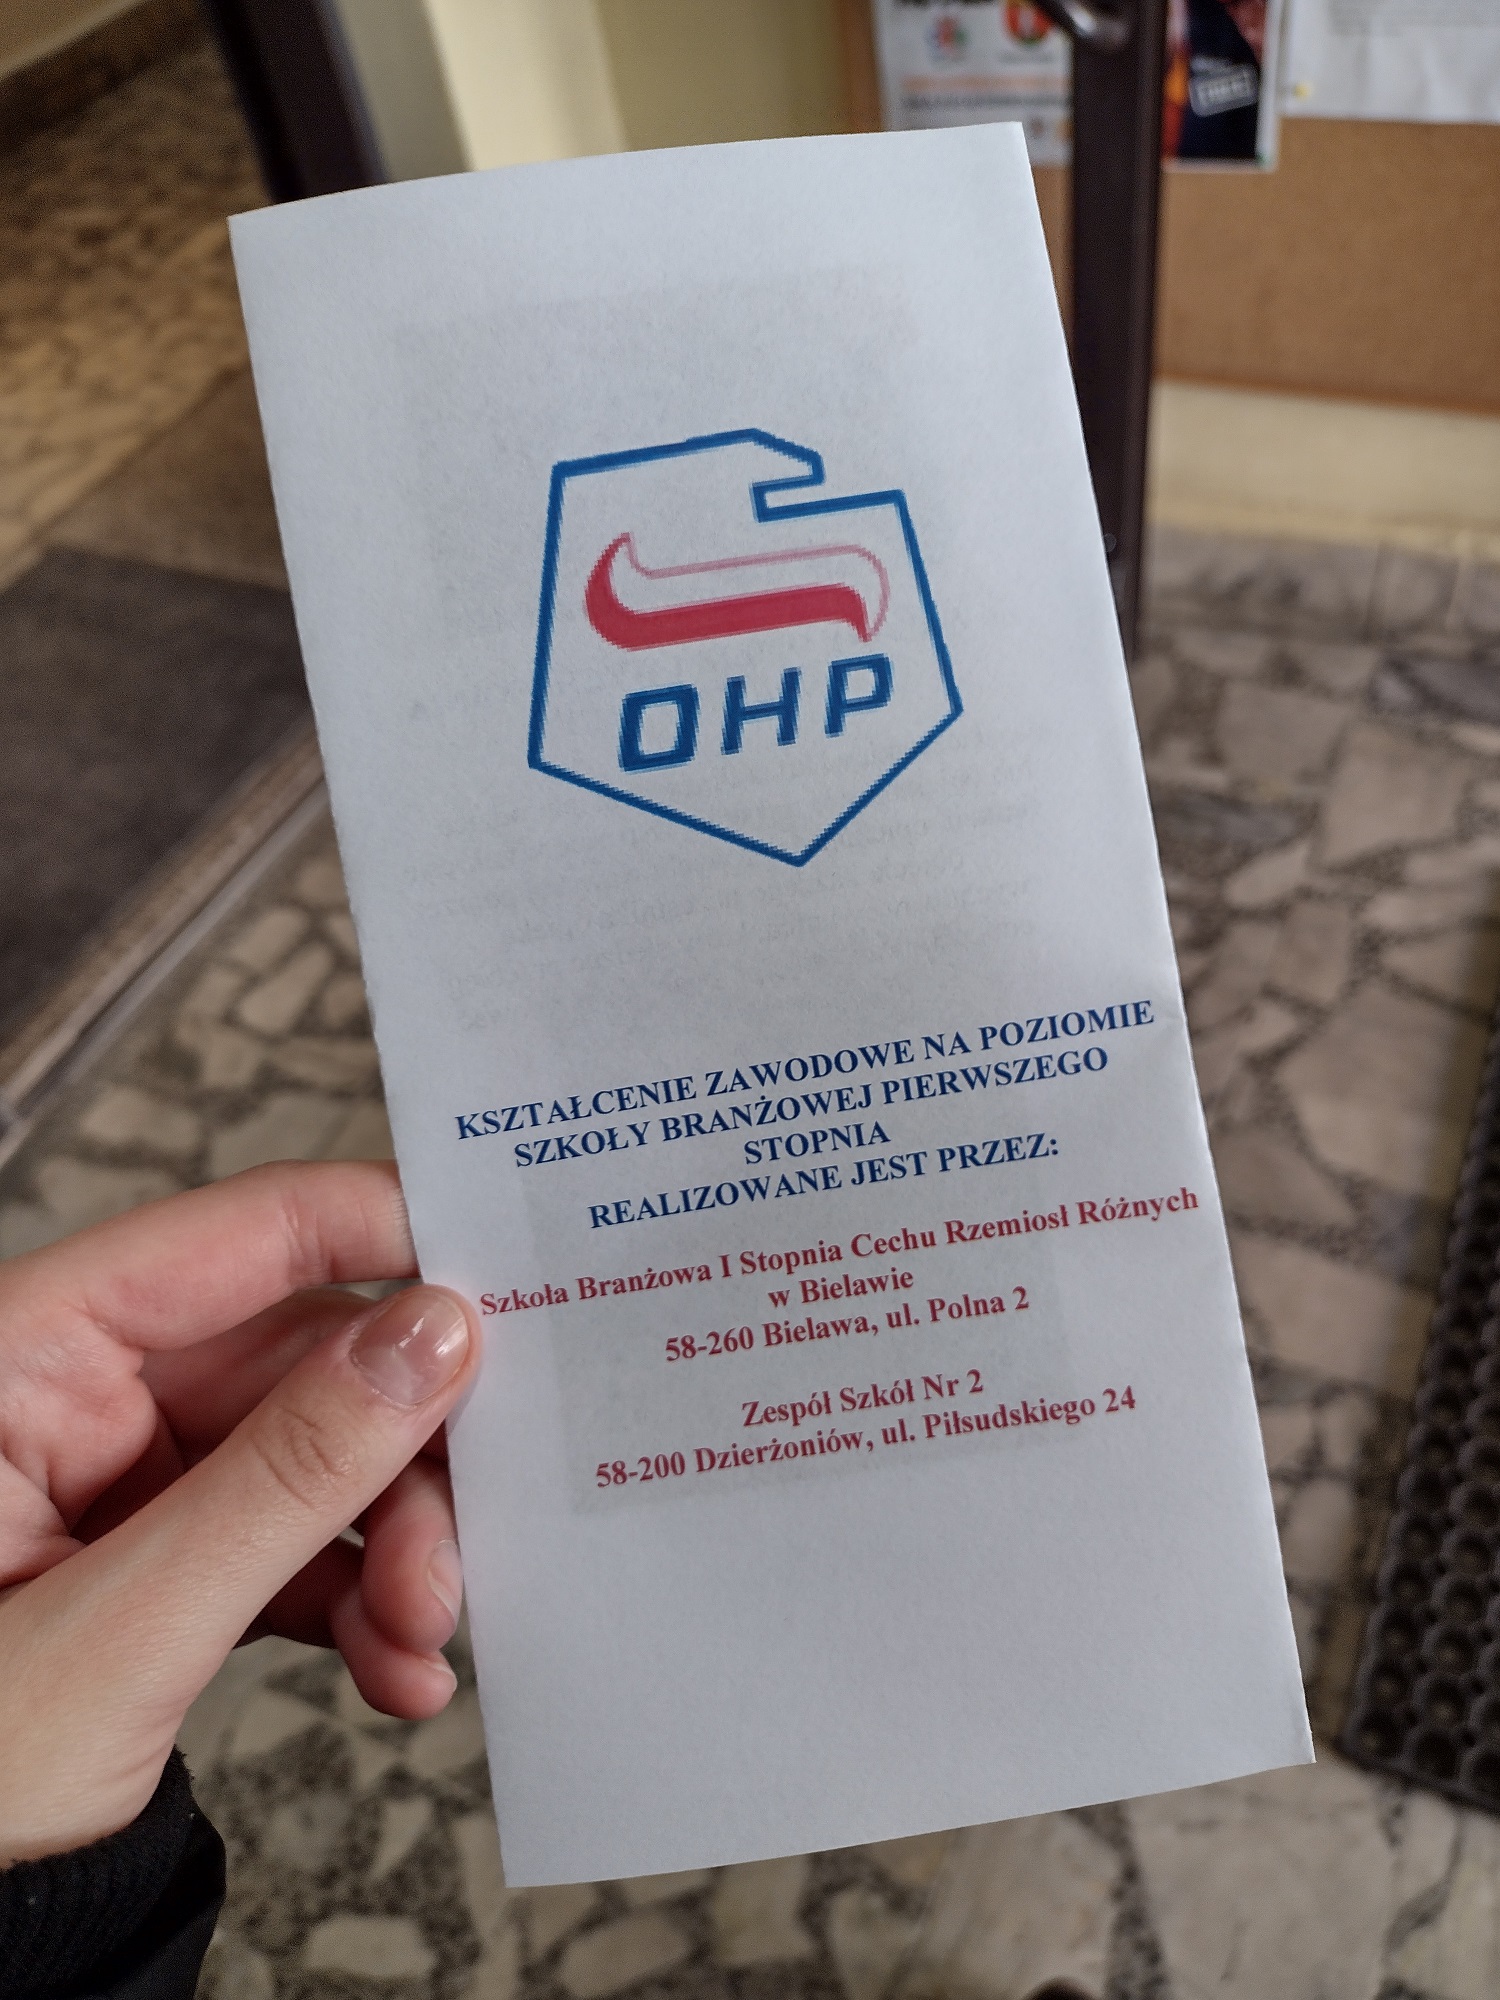 OHP
KSZTAŁCENIE ZAWODOWE NA POZIOMIE
SZKOŁY BRANŻOWEJ PIERWSZEGO
STOPNIA
REALIZOWANE JEST PRZEZ:
Szkoła Branżowa I Stopnia Cechu Rzemiosł Różnych
w Bielawie
58-260 Bielawa, ul. Polna 2
Zespół Szkół Nr 2
58-200 Dzierżoniów, ul. Piłsudskiego 24